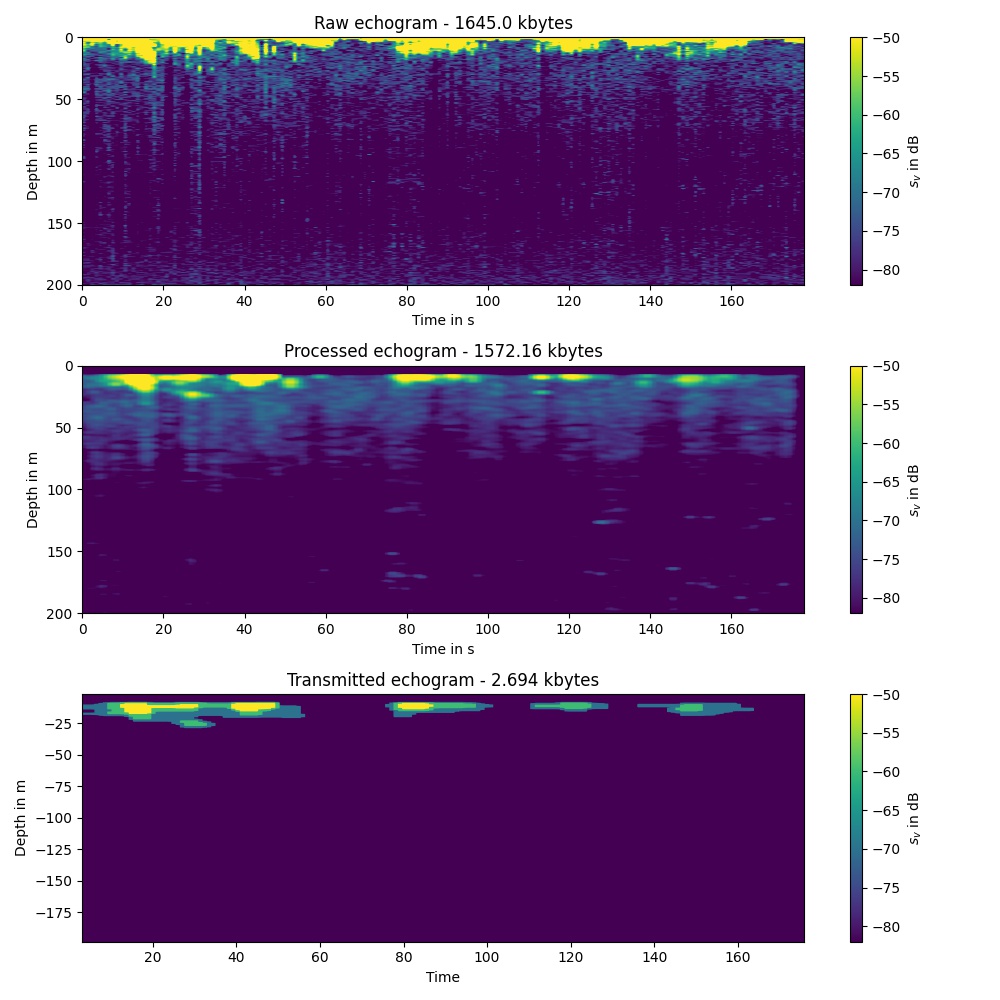 Raw echogram - 1645.0 kbytes
0
50
100
150
200
Depth in m
0 20 40 60 80 100 120 140 160
Time in s
−50
−55
−60
−65
−70
−75
−80
sv in dB
Processed echogram - 1572.16 kbytes
0
50
100
150
200
Depth in m
0 20 40 60 80 100 120 140 160
Time in s
−50
−55
−60
−65
−70
−75
−80
sv in dB
Transmitted echogram - 2.694 kbytes
−25
−50
−75
−100
−125
−150
−175
Depth in m
20 40 60 80 100 120 140 160
Time
−50
−55
−60
−65
−70
−75
−80
sv in dB